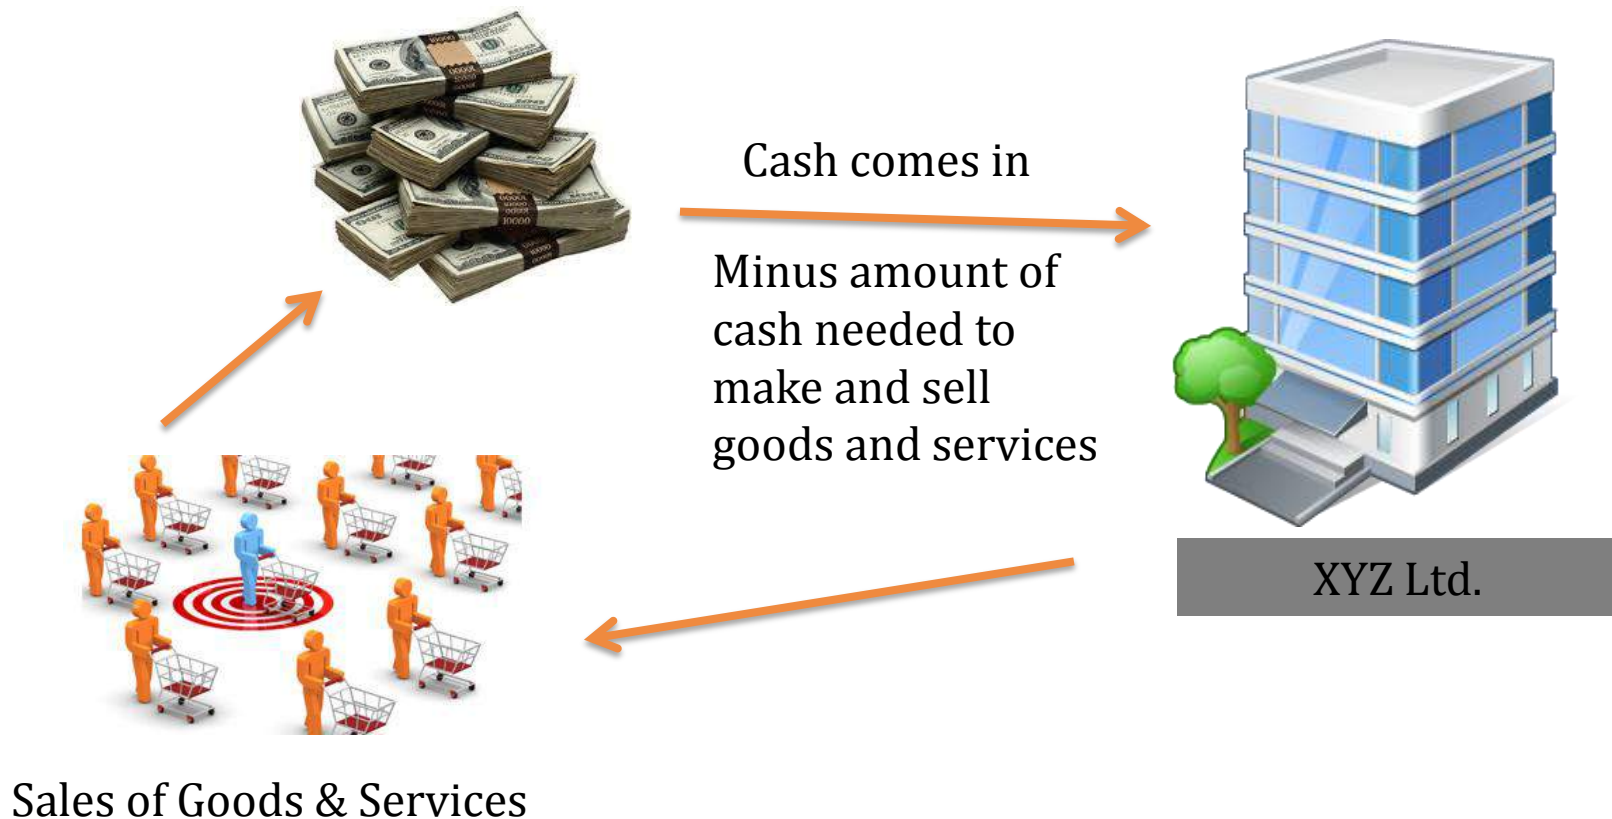 Cash comes in
Minus amount of
cash needed to
make and sell
goods and services
XYZ Ltd.
Sales of Goods & Services